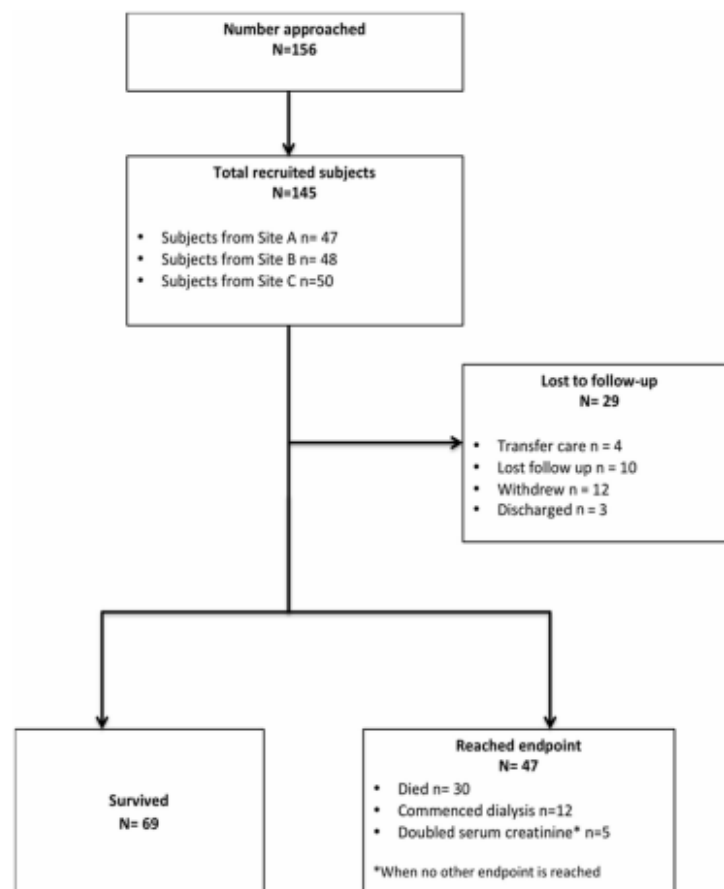 Number approached
N=156
Total recruited subjects
N=145
• Subjects from Site A n= 47
• Subjects from Site B n= 48
• Subjects from Site C n=50
Lost to follow-up
N= 29
• Transfer care n = 4
• Lost follow up n = 10
• Withdrew n = 12
• Discharged n = 3
Survived
N= 69
Reached endpoint
N= 47
• Died n= 30
• Commenced dialysis n=12
• Doubled serum creatinine* n=5
*When no other endpoint is reached